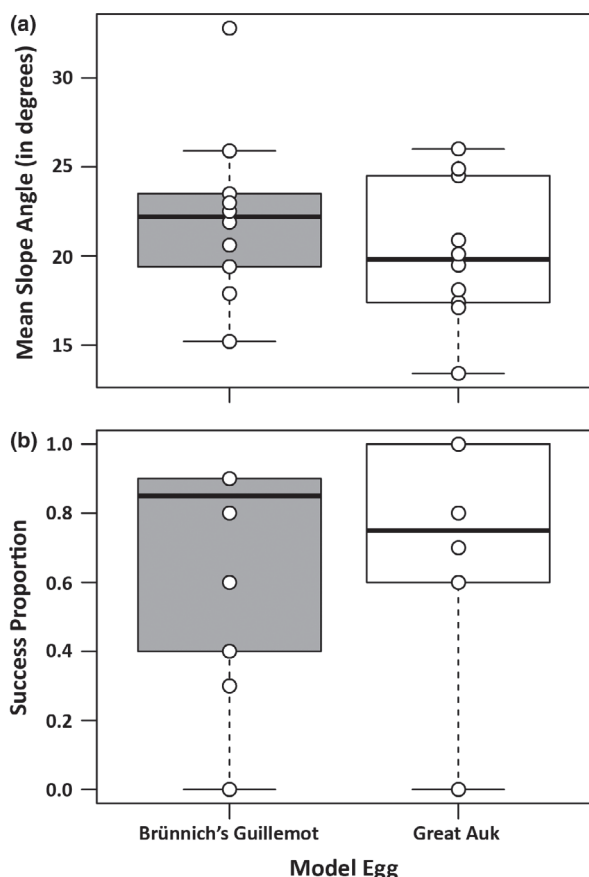 (a)
Mean Slope Angle (in degrees)
30
25
20
15
(b)
Success Proportion
1.0
0.8
0.6
0.4
0.2
0.0
Brünnich's Guillemot Great Auk
Model Egg